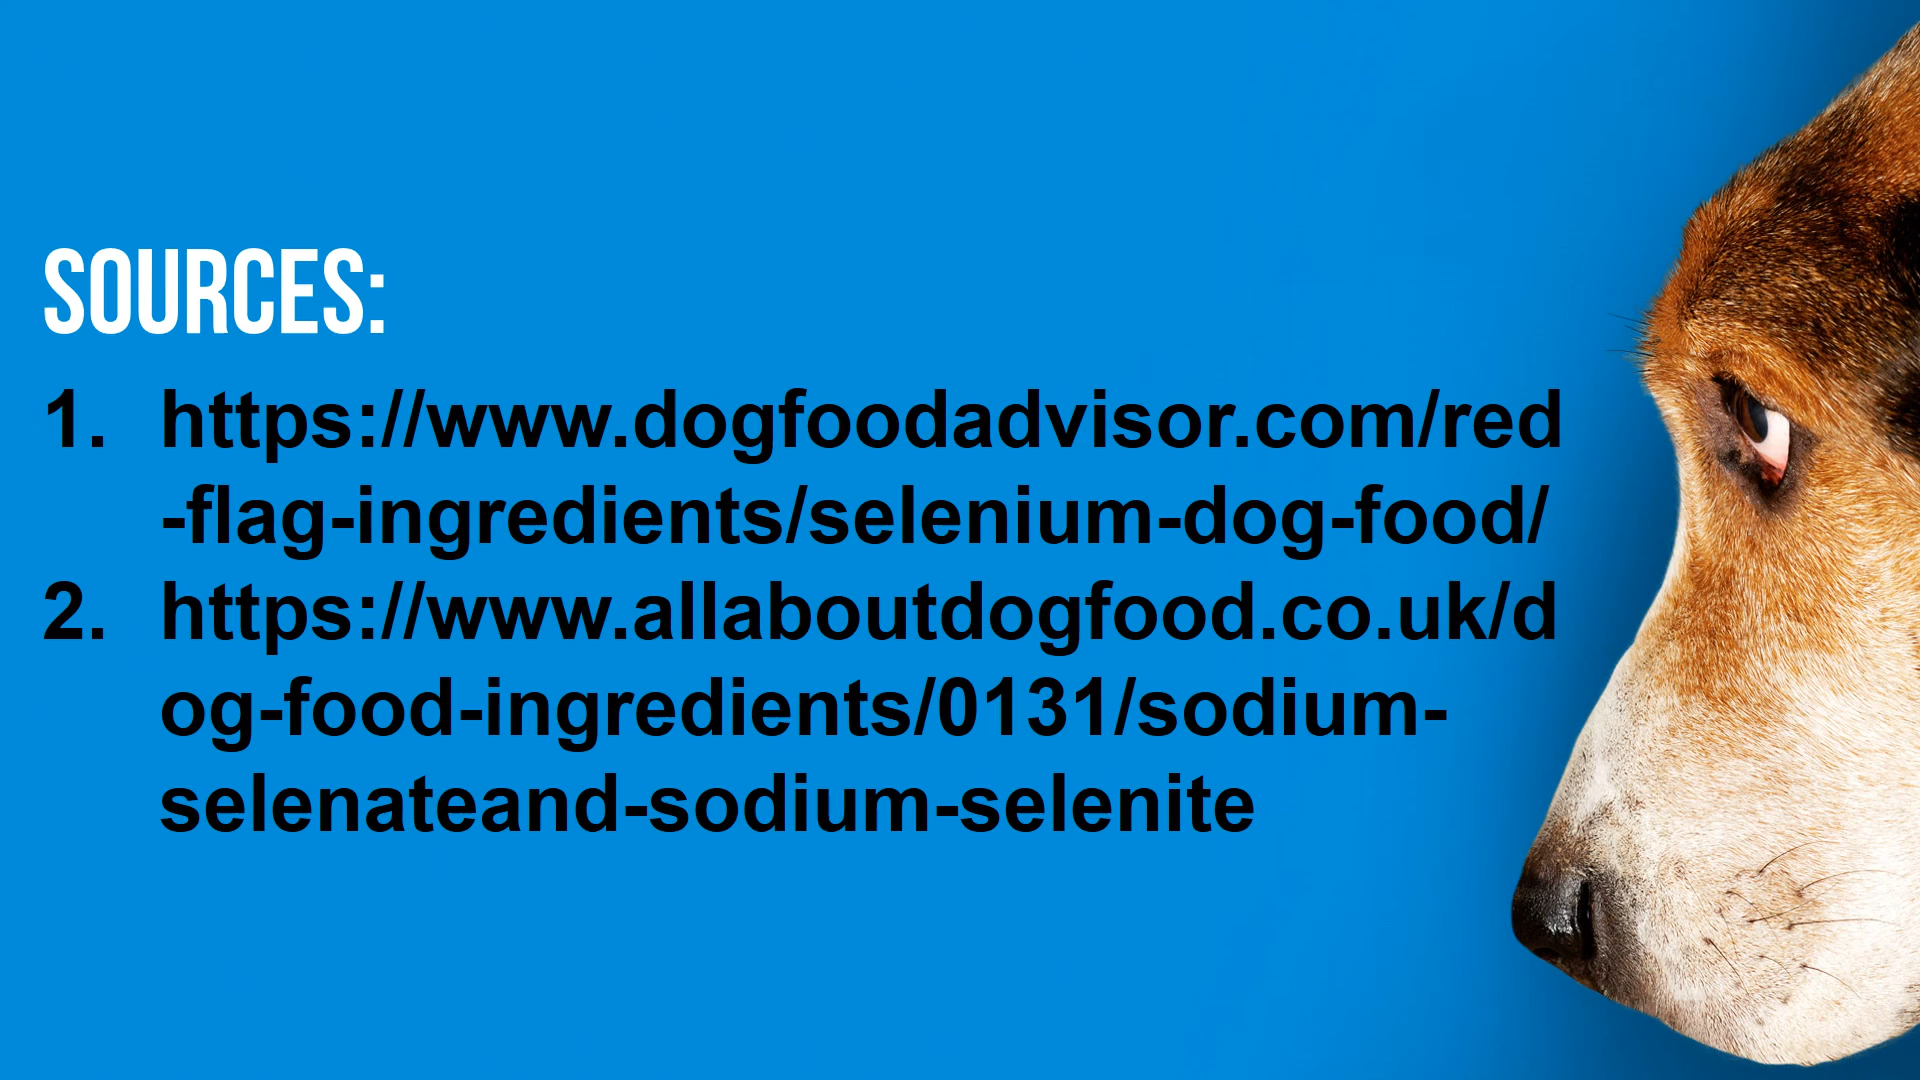 SOURCES:
1. https://www.dogfoodadvisor.com/red
-flag-ingredients/selenium-dog-food/
2. https://www.allaboutdogfood.co.uk/d
og-food-ingredients/0131/sodium-
selenateand-sodium-selenite